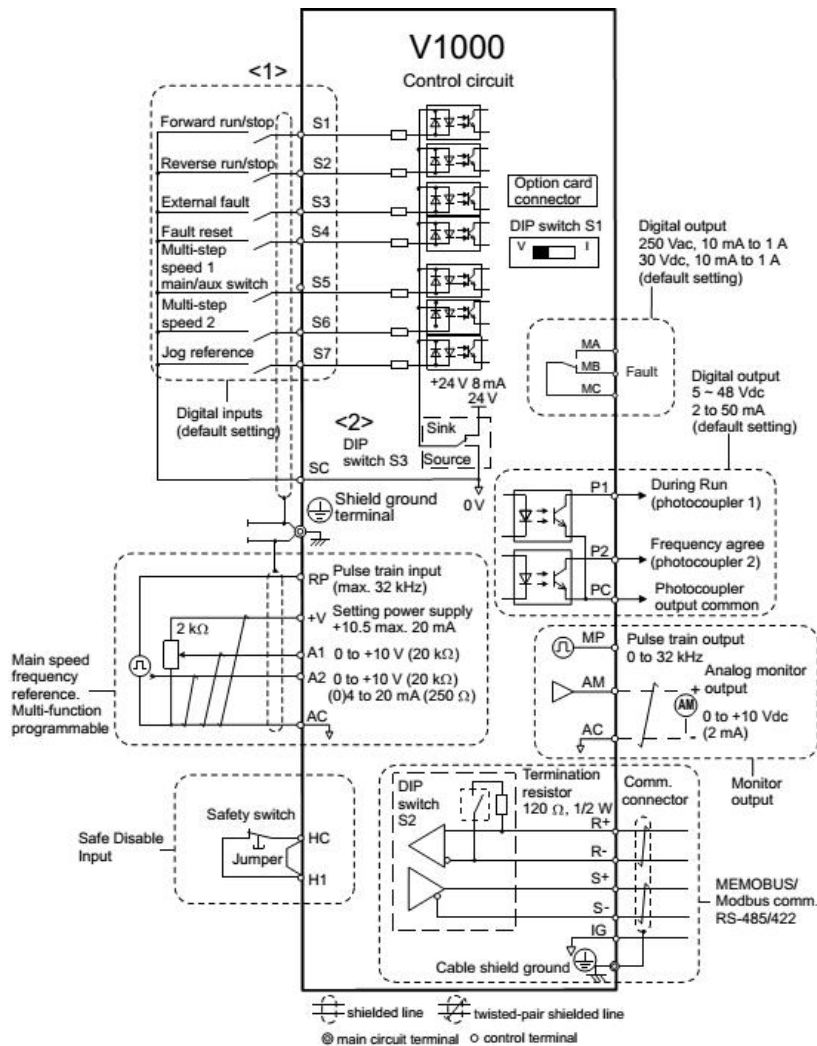 V1000
Control circuit
<1>
Forward run/stop
S1
Reverse run/stop
S2
External fault
S3
Fault reset
S4
Multi-step
speed 1
main/aux switch
S5
Multi-step
speed 2
S6
Jog reference
S7
Digital inputs
(default setting)
Option card
connector
DIP switch S1
V I
+24 V 8 mA
24 V
<2>
DIP
switch S3
Sink
Source
SC
0 V
Shield ground
terminal
Digital output
250 Vac, 10 mA to 1 A
30 Vdc, 10 mA to 1 A
(default setting)
MA
MB
MC
Fault
Digital output
5 ~ 48 Vdc
2 to 50 mA
(default setting)
P1
During Run
(photocoupler 1)
P2
Frequency agree
(photocoupler 2)
PC
Photocoupler
output common
Main speed
frequency
reference.
Multi-function
programmable
2 kΩ
RP
Pulse train input
(max. 32 kHz)
+V
Setting power supply
+10.5 max. 20 mA
A1
0 to +10 V (20 kΩ)
A2
0 to +10 V (20 kΩ)
(0)4 to 20 mA (250 Ω)
AC
MP
Pulse train output
0 to 32 kHz
AM
Analog monitor
output
+
AM
0 to +10 Vdc
(2 mA)
-
AC
Monitor
output
Safe Disable
Input
Safety switch
Jumper
HC
H1
DIP
switch
S2
Termination
resistor
120 Ω, 1/2 W
Comm.
connector
R+
R-
S+
S-
IG
MEMOBUS/
Modbus comm.
RS-485/422
Cable shield ground
shielded line
twisted-pair shielded line
main circuit terminal
control terminal